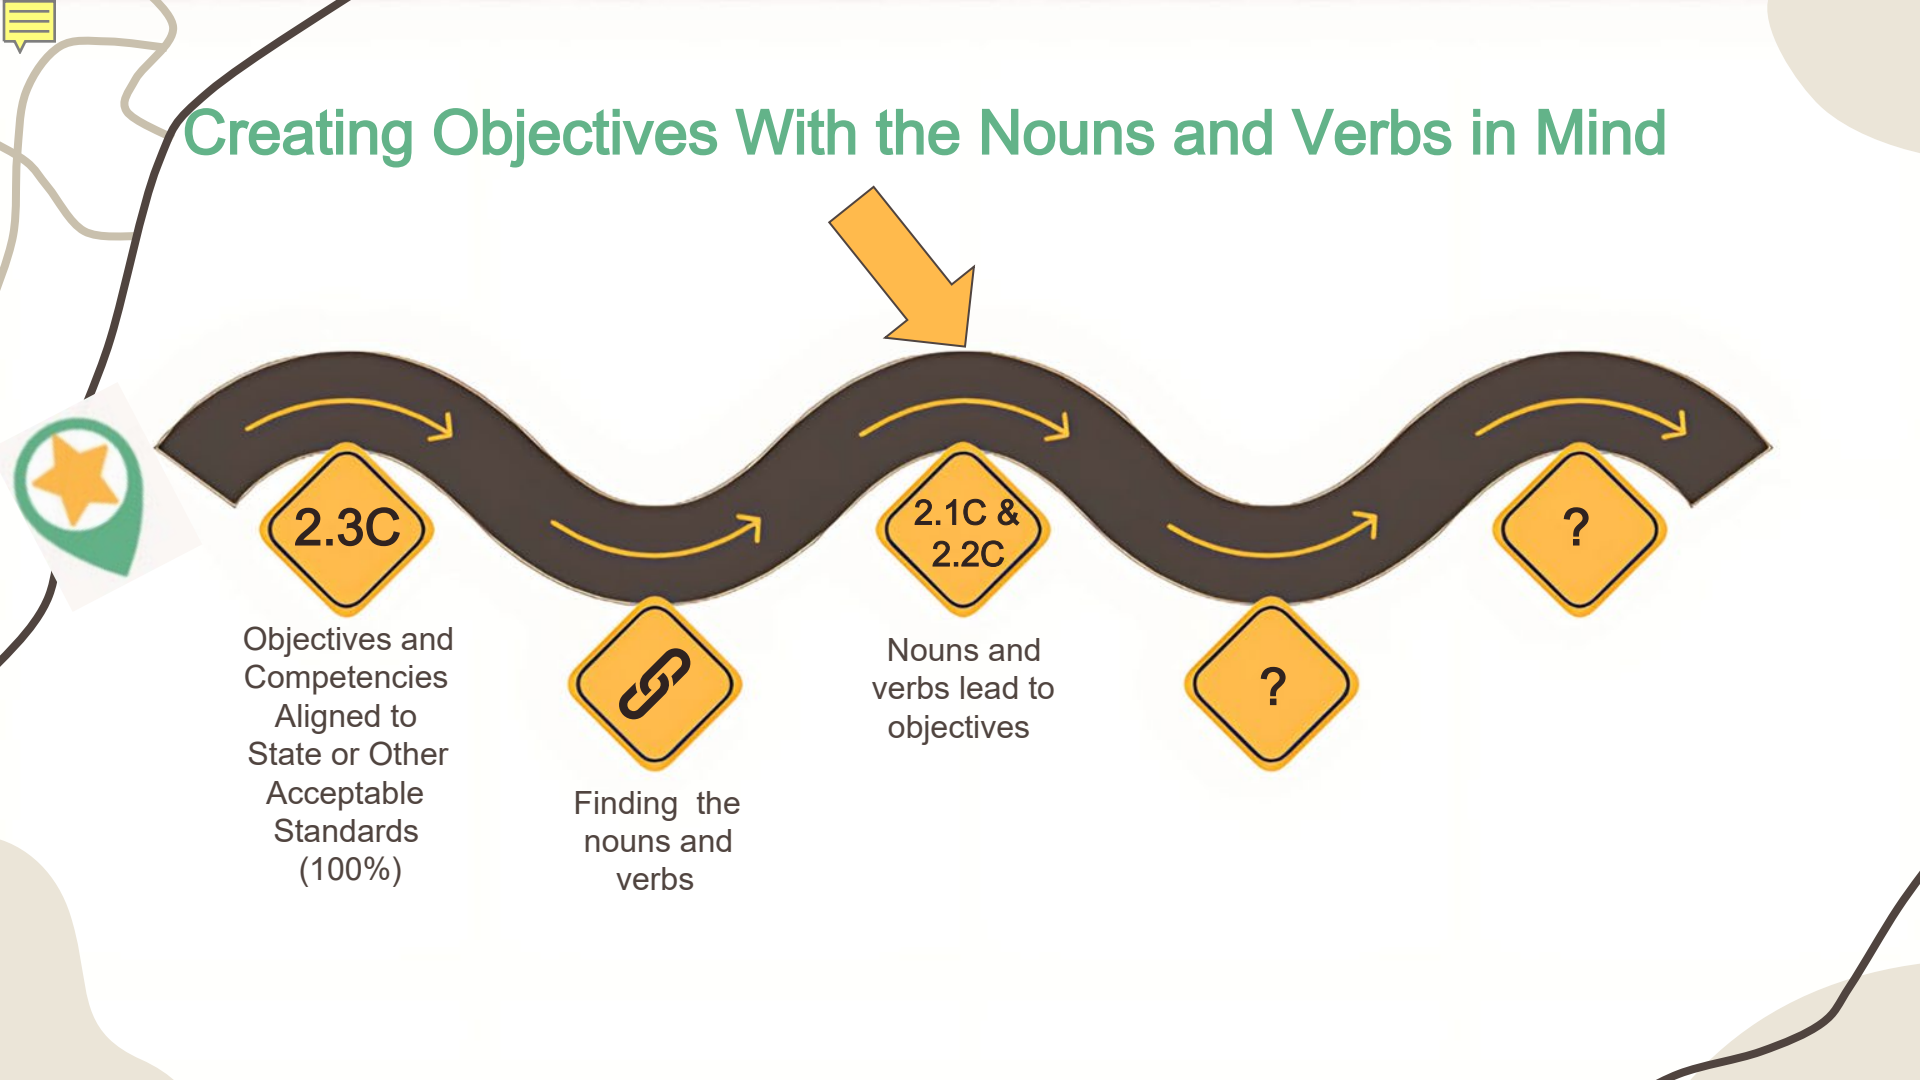 Creating Objectives With the Nouns and Verbs in Mind
2.3C
Objectives and
Competencies
Aligned to
State or Other
Acceptable
Standards
(100%)
Finding  the
nouns and
verbs
2.1C &
2.2C
Nouns and
verbs lead to
objectives
?
?